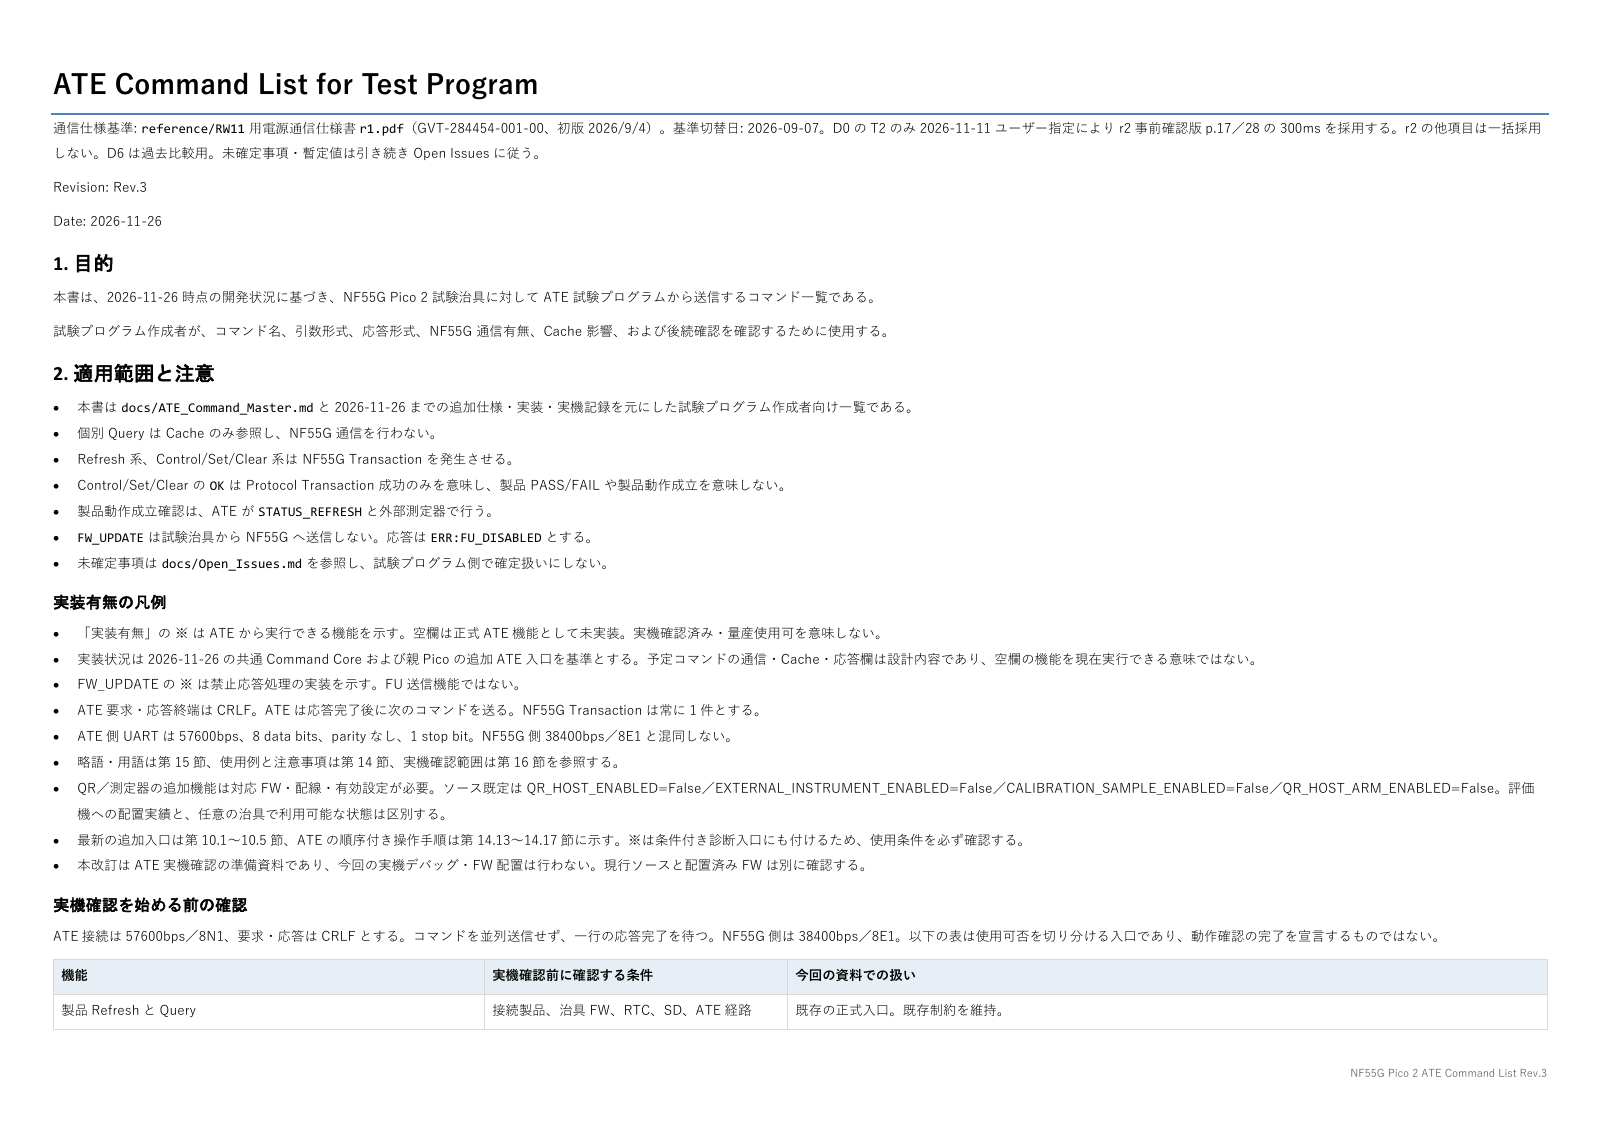 ATE Command List for Test Program
通信仕様基準: reference/RW11 用電源通信仕様書 r1.pdf（GVT-284454-001-00、初版 2026/9/4）。基準切替日: 2026-09-07。D0 の T2 のみ 2026-11-11 ユーザー指定により r2 事前確認版 p.17／28 の 300ms を採用する。r2 の他項目は一括採用
しない。D6 は過去比較用。未確定事項・暫定値は引き続き Open Issues に従う。
Revision: Rev.3
Date: 2026-11-26
1. 目的
本書は、2026-11-26 時点の開発状況に基づき、NF55G Pico 2 試験治具に対して ATE 試験プログラムから送信するコマンド一覧である。
試験プログラム作成者が、コマンド名、引数形式、応答形式、NF55G 通信有無、Cache 影響、および後続確認を確認するために使用する。
2. 適用範囲と注意
• 本書は docs/ATE_Command_Master.md と 2026-11-26 までの追加仕様・実装・実機記録を元にした試験プログラム作成者向け一覧である。
• 個別 Query は Cache のみ参照し、NF55G 通信を行わない。
• Refresh 系、Control/Set/Clear 系は NF55G Transaction を発生させる。
• Control/Set/Clear の OK は Protocol Transaction 成功のみを意味し、製品 PASS/FAIL や製品動作成立を意味しない。
• 製品動作成立確認は、ATE が STATUS_REFRESH と外部測定器で行う。
• FW_UPDATE は試験治具から NF55G へ送信しない。応答は ERR:FU_DISABLED とする。
• 未確定事項は docs/Open_Issues.md を参照し、試験プログラム側で確定扱いにしない。
実装有無の凡例
• 「実装有無」の ※ は ATE から実行できる機能を示す。空欄は正式 ATE 機能として未実装。実機確認済み・量産使用可を意味しない。
• 実装状況は 2026-11-26 の共通 Command Core および親 Pico の追加 ATE 入口を基準とする。予定コマンドの通信・Cache・応答欄は設計内容であり、空欄の機能を現在実行できる意味ではない。
• FW_UPDATE の ※ は禁止応答処理の実装を示す。FU 送信機能ではない。
• ATE 要求・応答終端は CRLF。ATE は応答完了後に次のコマンドを送る。NF55G Transaction は常に 1 件とする。
• ATE 側 UART は 57600bps、8 data bits、parity なし、1 stop bit。NF55G 側 38400bps／8E1 と混同しない。
• 略語・用語は第 15 節、使用例と注意事項は第 14 節、実機確認範囲は第 16 節を参照する。
• QR／測定器の追加機能は対応 FW・配線・有効設定が必要。ソース既定は QR_HOST_ENABLED=False／EXTERNAL_INSTRUMENT_ENABLED=False／CALIBRATION_SAMPLE_ENABLED=False／QR_HOST_ARM_ENABLED=False。評価
機への配置実績と、任意の治具で利用可能な状態は区別する。
• 最新の追加入口は第 10.1～10.5 節、ATE の順序付き操作手順は第 14.13～14.17 節に示す。※は条件付き診断入口にも付けるため、使用条件を必ず確認する。
• 本改訂は ATE 実機確認の準備資料であり、今回の実機デバッグ・FW 配置は行わない。現行ソースと配置済み FW は別に確認する。
実機確認を始める前の確認
ATE 接続は 57600bps／8N1、要求・応答は CRLF とする。コマンドを並列送信せず、一行の応答完了を待つ。NF55G 側は 38400bps／8E1。以下の表は使用可否を切り分ける入口であり、動作確認の完了を宣言するものではない。
機能 実機確認前に確認する条件 今回の資料での扱い
製品 Refresh と Query 接続製品、治具 FW、RTC、SD、ATE 経路 既存の正式入口。既存制約を維持。
NF55G Pico 2 ATE Command List Rev.3